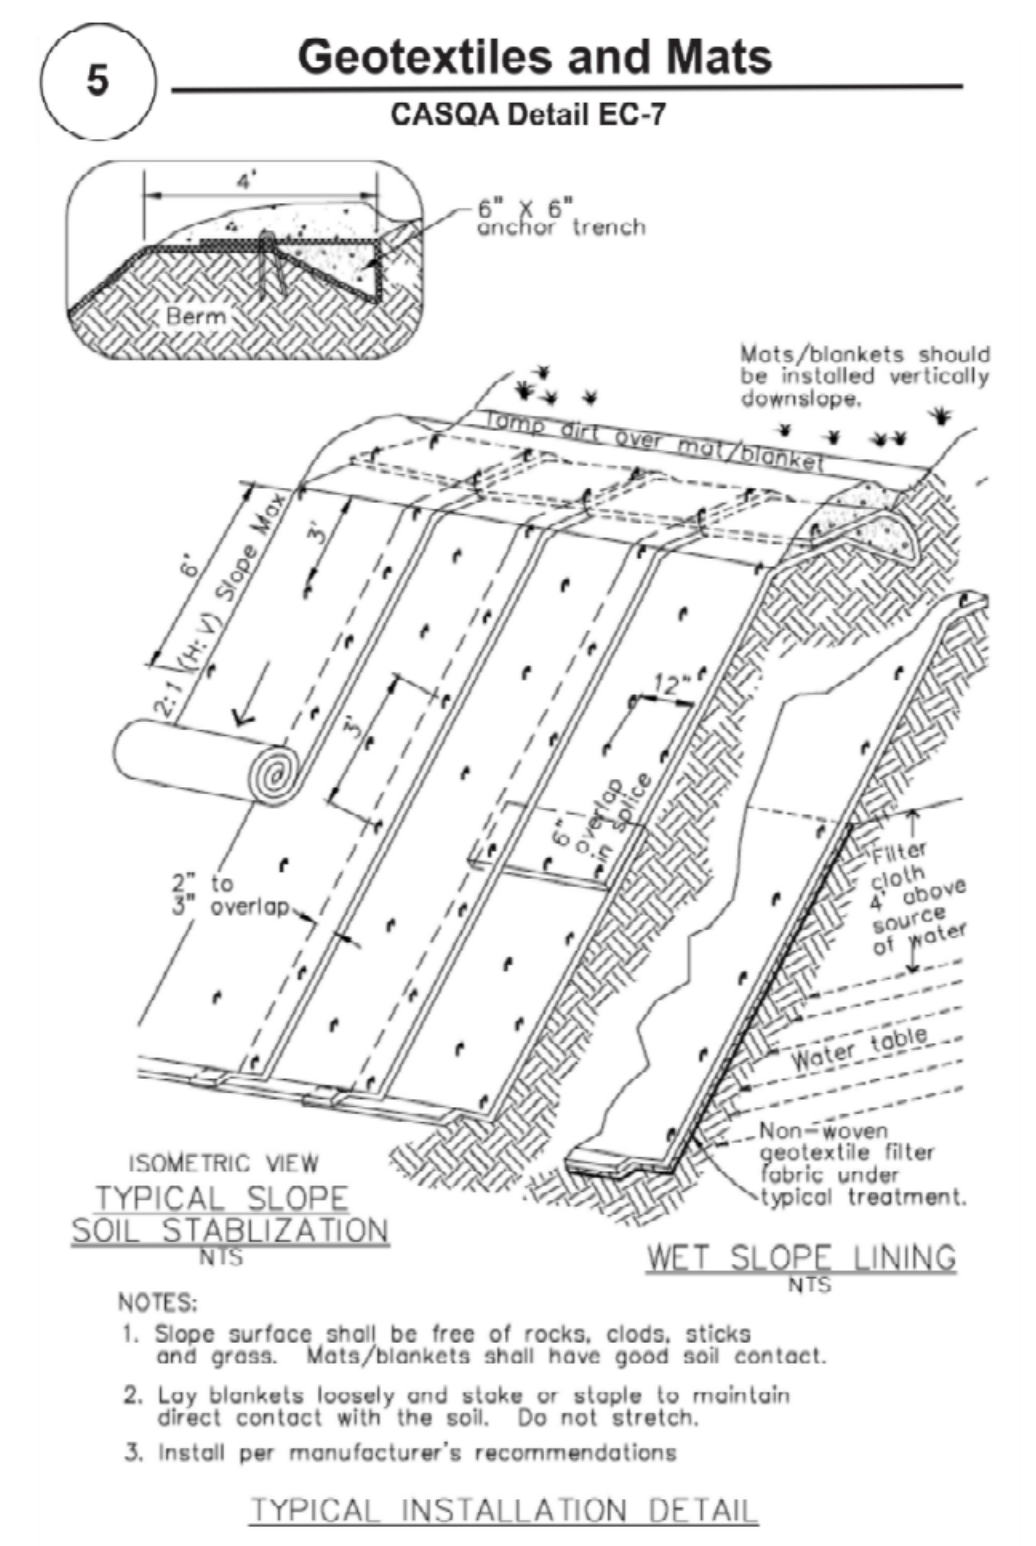 5
Geotextiles and Mats
CASQA Detail EC-7
4'
6" X 6"
anchor trench
Berm
Mats/blankets should
be installed vertically
downslope.
Tamp dirt over mat/blanket
6'
2:1 (H: V) Slope Max
3'
3'
12"
6"
overlap
in splice
2" to
3" overlap
Filter
cloth
4' above
source
of water
Water table
Non-woven
geotextile filter
fabric under
typical treatment.
ISOMETRIC VIEW
TYPICAL SLOPE
SOIL STABLIZATION
NTS
WET SLOPE LINING
NTS
NOTES:
1. Slope surface shall be free of rocks, clods, sticks
and grass. Mats/blankets shall have good soil contact.
2. Lay blankets loosely and stake or staple to maintain
direct contact with the soil. Do not stretch.
3. Install per manufacturer's recommendations
TYPICAL INSTALLATION DETAIL